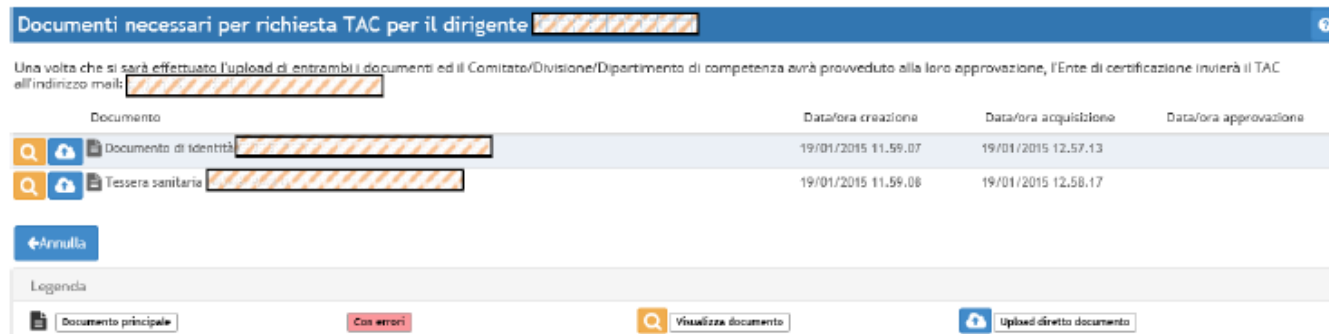 Documenti necessari per richiesta TAC per il dirigente
Una volta che si sarà effettuato l'upload di entrambi i documenti ed il Comitato/Divisione/Dipartimento di competenza avrà provveduto alla loro approvazione, l'Ente di certificazione invierà il TAC
all'indirizzo mail:
Documento Data/ora creazione Data/ora acquisizione Data/ora approvazione
Documento di identità 19/01/2015 11.59.07 19/01/2015 12.57.13
Tessera sanitaria 19/01/2015 11.59.08 19/01/2015 12.58.17
Annulla
Legenda
Documento principale Con errori Visualizza documento Upload diretto documento